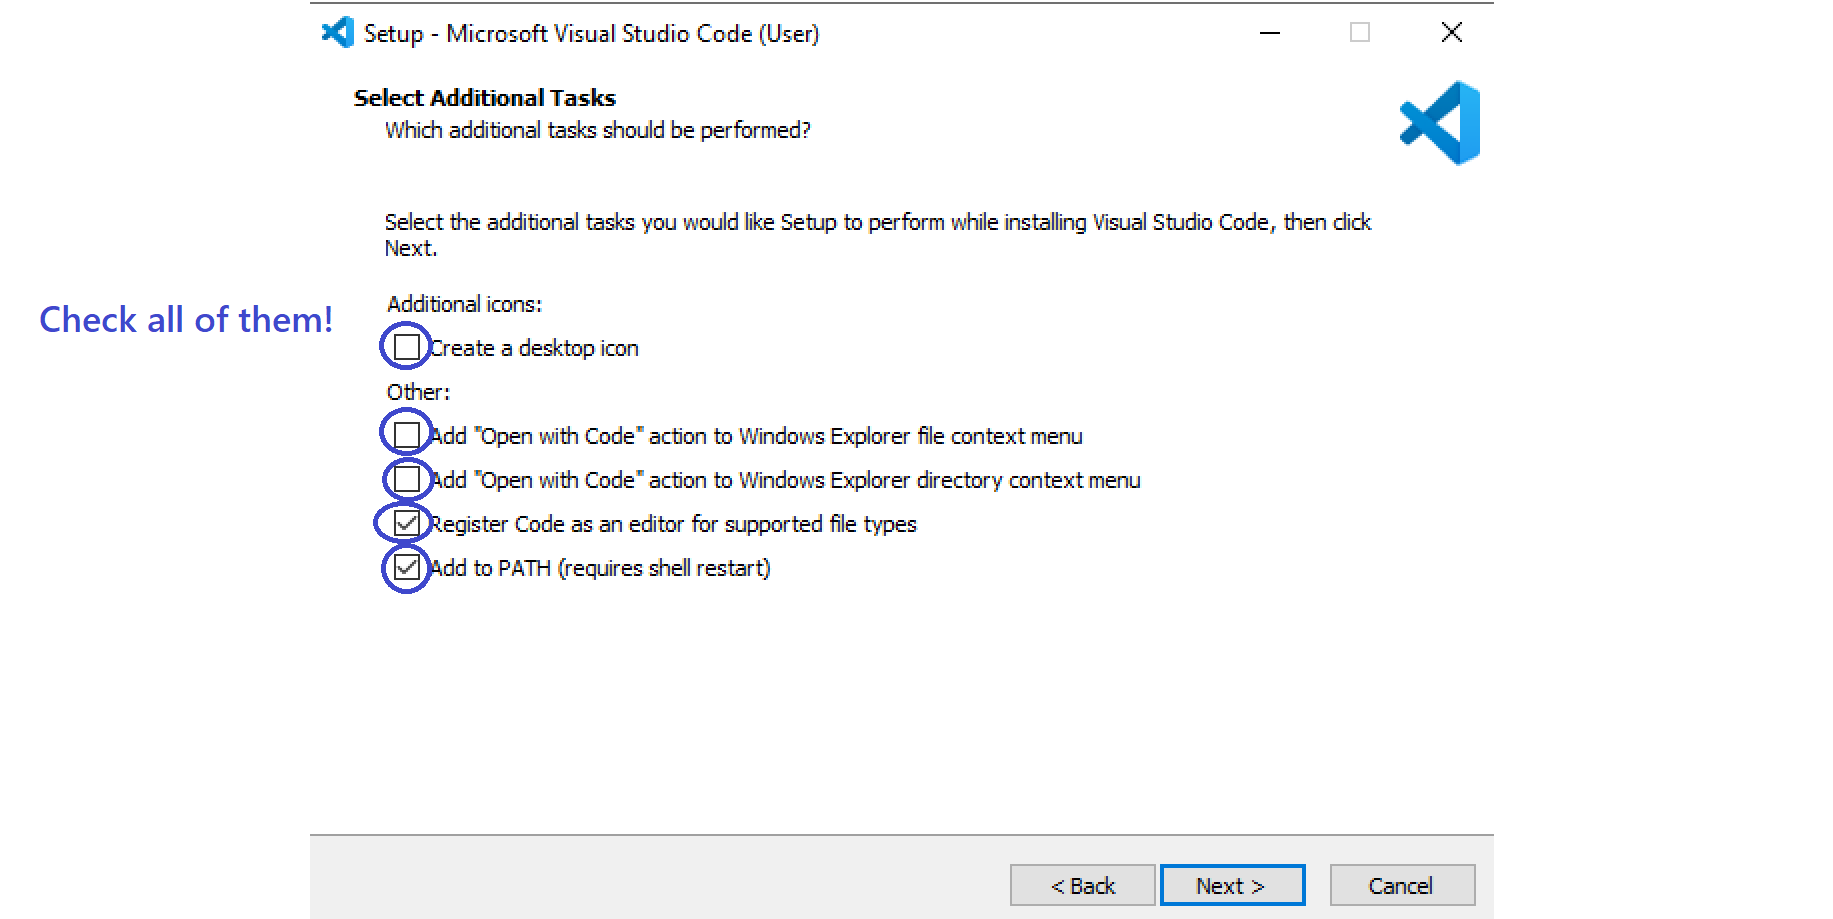 Setup - Microsoft Visual Studio Code (User)
Select Additional Tasks
Which additional tasks should be performed?
Select the additional tasks you would like Setup to perform while installing Visual Studio Code, then click
Next.
Check all of them!
Additional icons:
Create a desktop icon
Other:
Add "Open with Code" action to Windows Explorer file context menu
Add "Open with Code" action to Windows Explorer directory context menu
Register Code as an editor for supported file types
Add to PATH (requires shell restart)
< Back
Next >
Cancel